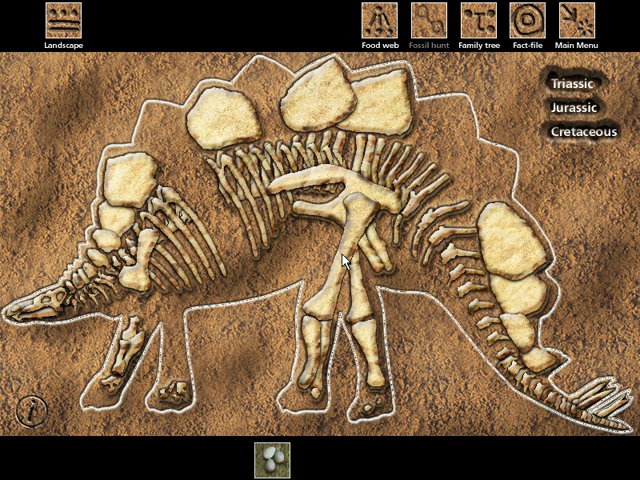 Landscape
Food web
Fossil hunt
Family tree
Fact-file
Main Menu
Triassic
Jurassic
Cretaceous
i